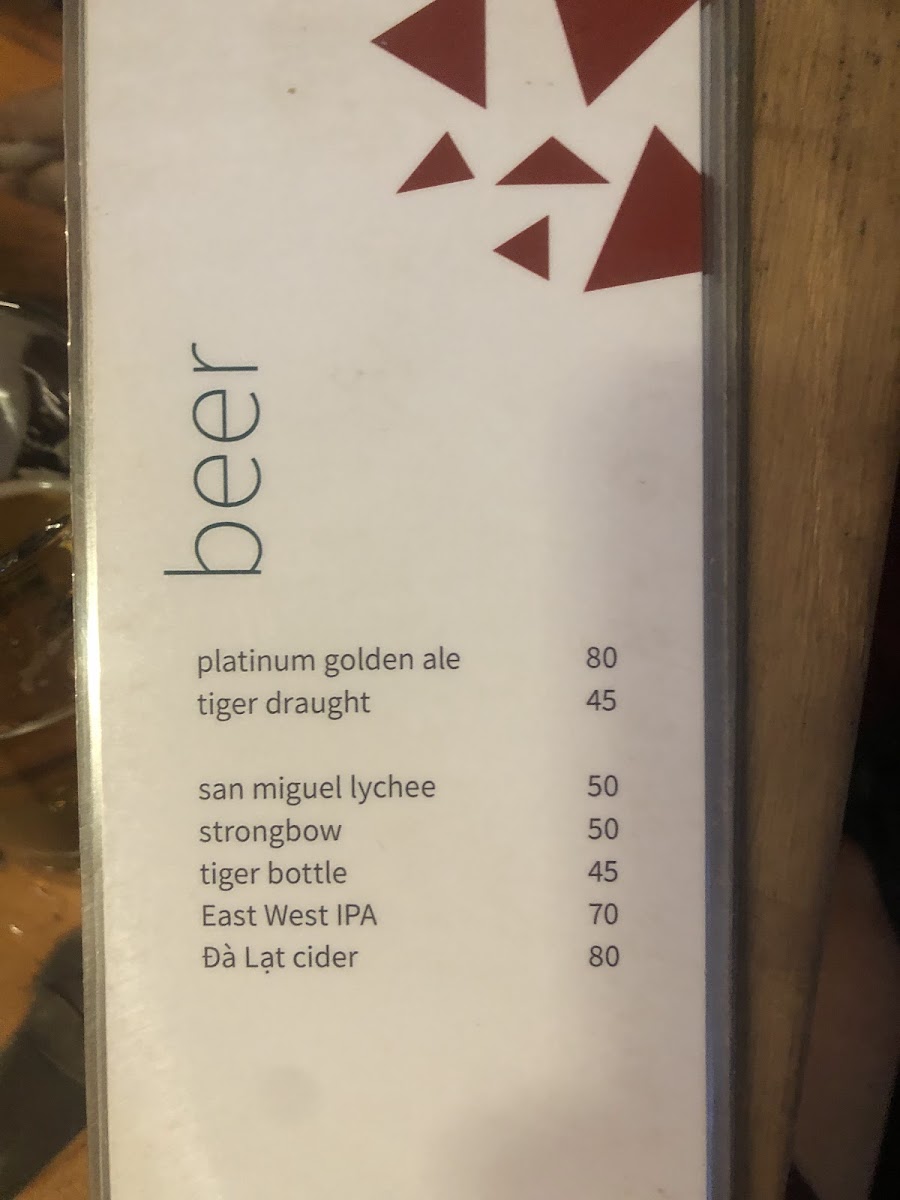 beer
platinum golden ale 80
tiger draught 45
san miguel lychee 50
strongbow 50
tiger bottle 45
East West IPA 70
Đà Lạt cider 80